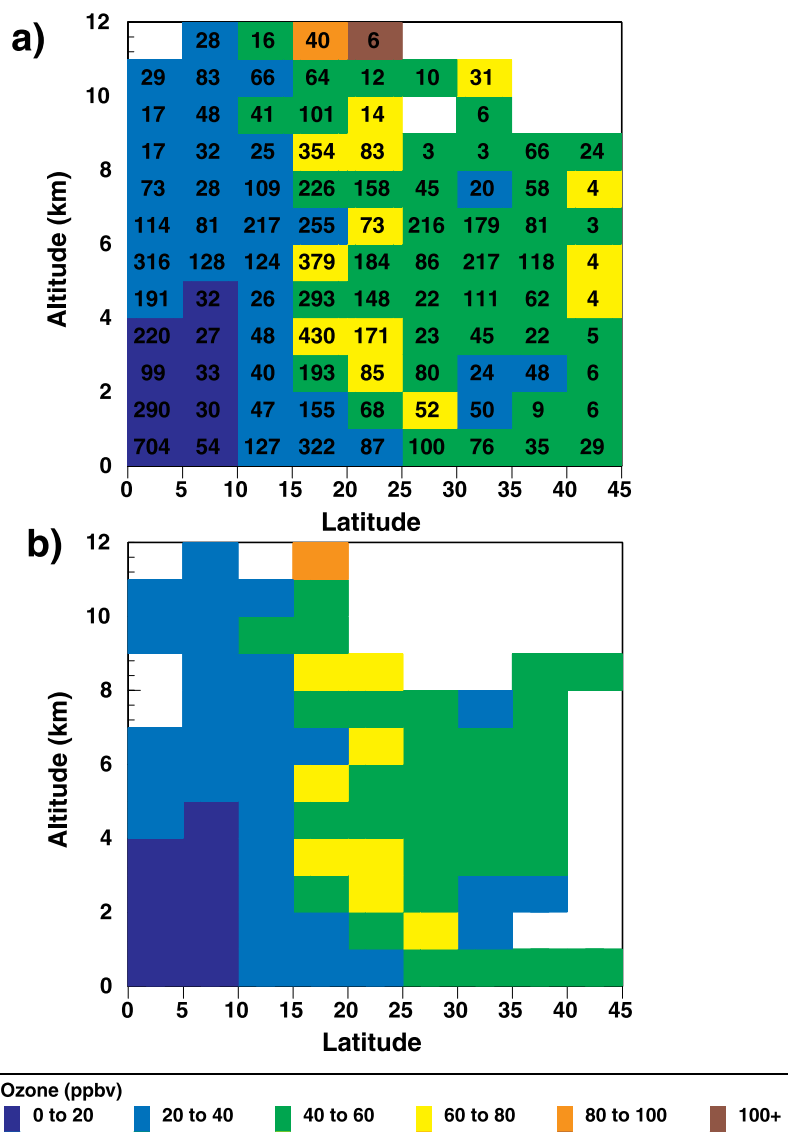 a)
12
28 16 40 6
29 83 66 64 12 10 31
10
17 48 41 101 14 6
17 32 25 354 83 3 3 66 24
8
73 28 109 226 158 45 20 58 4
114 81 217 255 73 216 179 81 3
6
316 128 124 379 184 86 217 118 4
191 32 26 293 148 22 111 62 4
4
220 27 48 430 171 23 45 22 5
99 33 40 193 85 80 24 48 6
2
290 30 47 155 68 52 50 9 6
704 54 127 322 87 100 76 35 29
0
Altitude (km)
0 5 10 15 20 25 30 35 40 45
Latitude
b)
12
10
8
6
4
2
0
Altitude (km)
0 5 10 15 20 25 30 35 40 45
Latitude
Ozone (ppbv)
0 to 20 20 to 40 40 to 60 60 to 80 80 to 100 100+